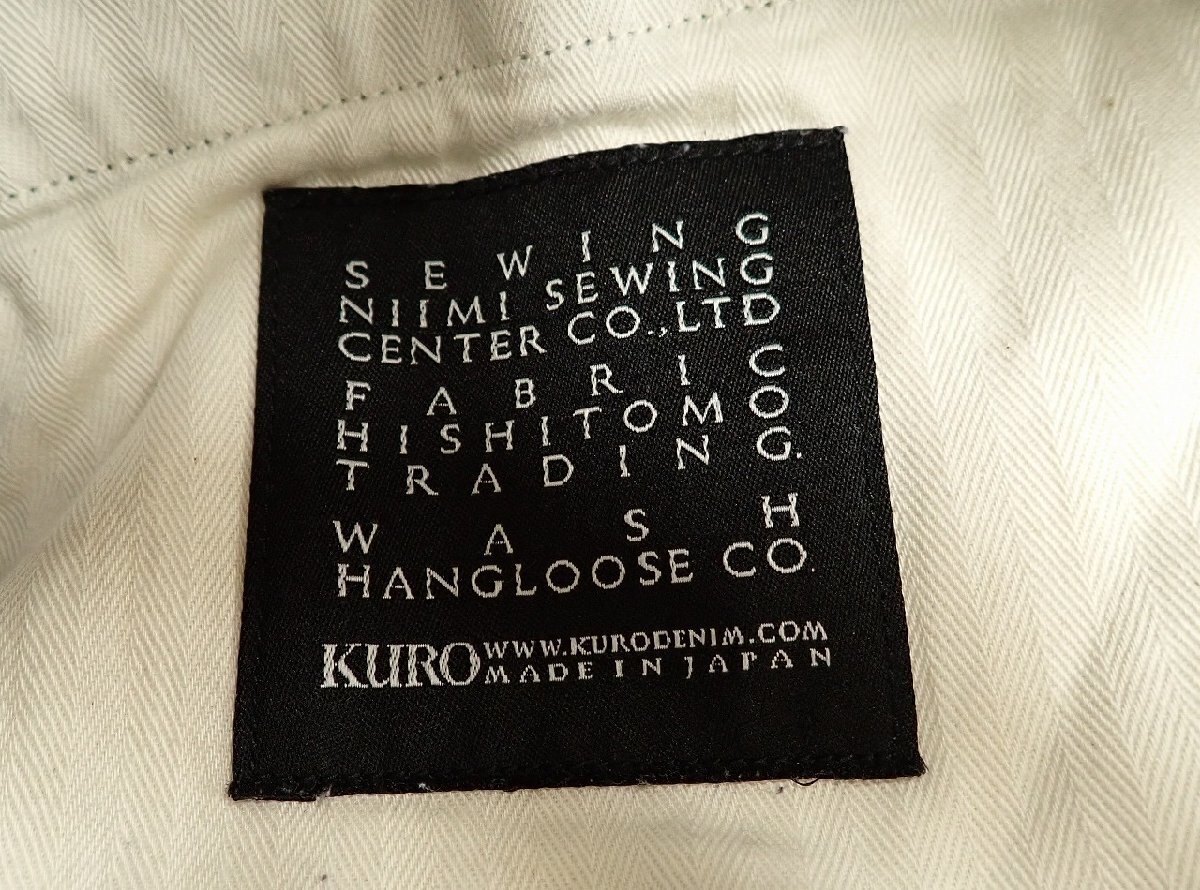 SEWING
NIIMI SEWING
CENTER CO.,LTD
FABRIC
HISHITOMO
TRADING.
WASH
HANGLOOSE CO.
KURO WWW.KURODENIM.COM
MADE IN JAPAN